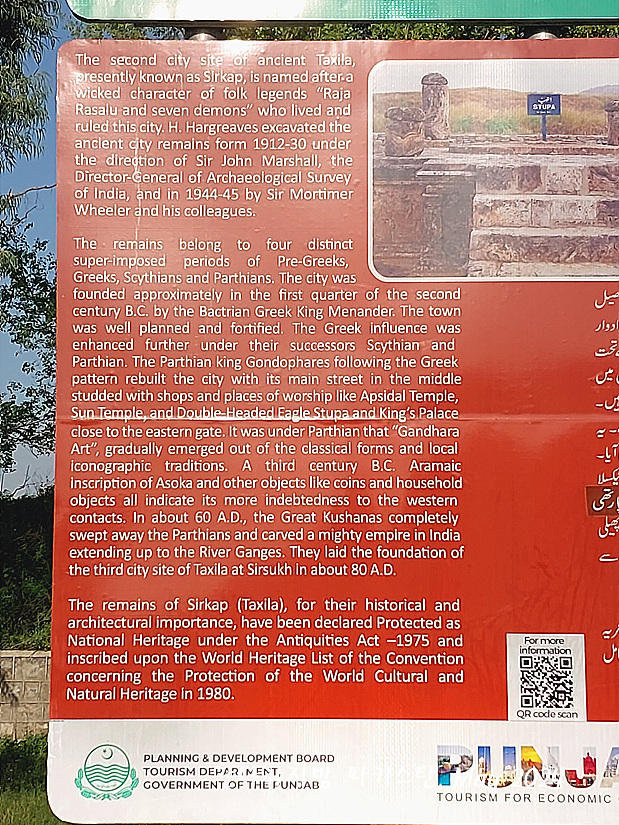 The second city site of ancient Taxila,
presently known as Sirkap, is named after a
wicked character of folk legends "Raja
Rasalu and seven demons" who lived and
ruled this city. H. Hargreaves excavated the
ancient city remains form 1912-30 under
the direction of Sir John Marshall, the
Director-General of Archaeological Survey
of India, and in 1944-45 by Sir Mortimer
Wheeler and his colleagues.
STUPA
The remains belong to four distinct
super-imposed periods of Pre-Greeks,
Greeks, Scythians and Parthians. The city was
founded approximately in the first quarter of the second
century B.C. by the Bactrian Greek King Menander. The town
was well planned and fortified. The Greek influence was
enhanced further under their successors Scythian and
Parthian. The Parthian king Gondophares following the Greek
pattern rebuilt the city with its main street in the middle
studded with shops and places of worship like Apsidal Temple,
Sun Temple, and Double-Headed Eagle Stupa and King's Palace
close to the eastern gate. It was under Parthian that "Gandhara
Art", gradually emerged out of the classical forms and local
iconographic traditions. A third century B.C. Aramaic
inscription of Asoka and other objects like coins and household
objects all indicate its more indebtedness to the western
contacts. In about 60 A.D., the Great Kushanas completely
swept away the Parthians and carved a mighty empire in India
extending up to the River Ganges. They laid the foundation of
the third city site of Taxila at Sirsukh in about 80 A.D.
The remains of Sirkap (Taxila), for their historical and
architectural importance, have been declared Protected as
National Heritage under the Antiquities Act –1975 and
inscribed upon the World Heritage List of the Convention
concerning the Protection of the World Cultural and
Natural Heritage in 1980.
For more
information
QR code scan
PLANNING & DEVELOPMENT BOARD
TOURISM DEPARTMENT,
GOVERNMENT OF THE PUNJAB
PUNJA
TOURISM FOR ECONOMIC